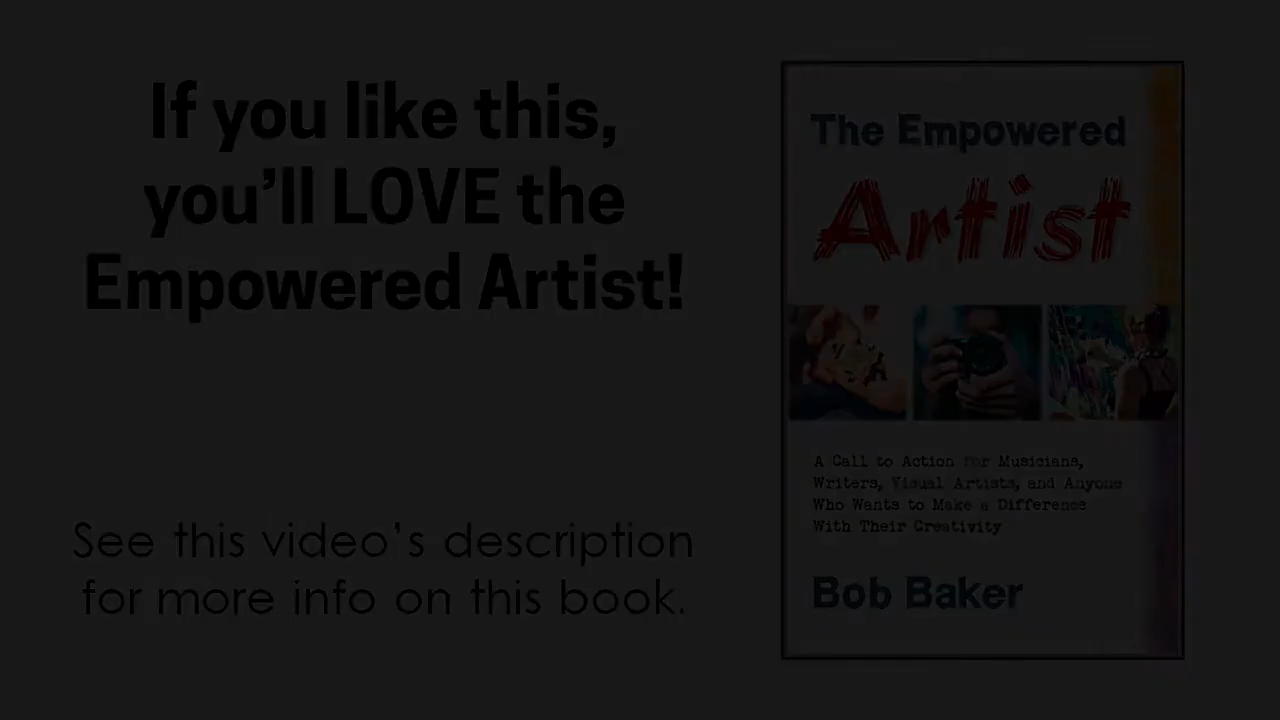 If you like this,
you'll LOVE the
Empowered Artist!
See this video's description
for more info on this book.
The Empowered
Artist
A Call to Action for Musicians,
Writers, Visual Artists, and Anyone
Who Wants to Make a Difference
With Their Creativity
Bob Baker